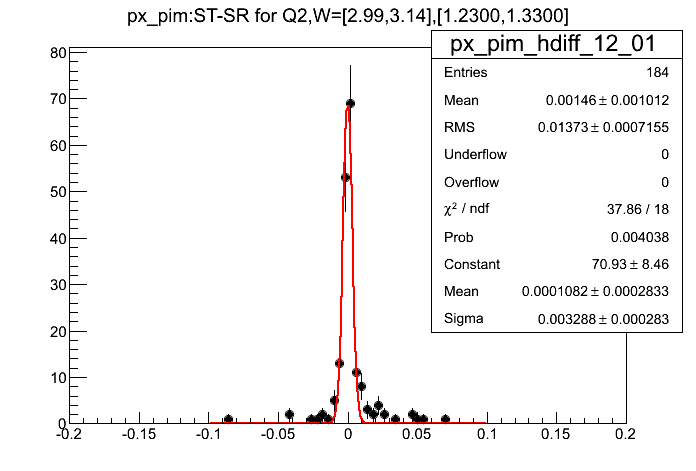 px_pim:ST-SR for Q2,W=[2.99,3.14],[1.2300,1.3300]
px_pim_hdiff_12_01
Entries 184
Mean 0.00146 ± 0.001012
RMS 0.01373 ± 0.0007155
Underflow 0
Overflow 0
χ² / ndf 37.86 / 18
Prob 0.004038
Constant 70.93 ± 8.46
Mean 0.0001082 ± 0.0002833
Sigma 0.003288 ± 0.000283
80
70
60
50
40
30
20
10
0
-0.2 -0.15 -0.1 -0.05 0 0.05 0.1 0.15 0.2